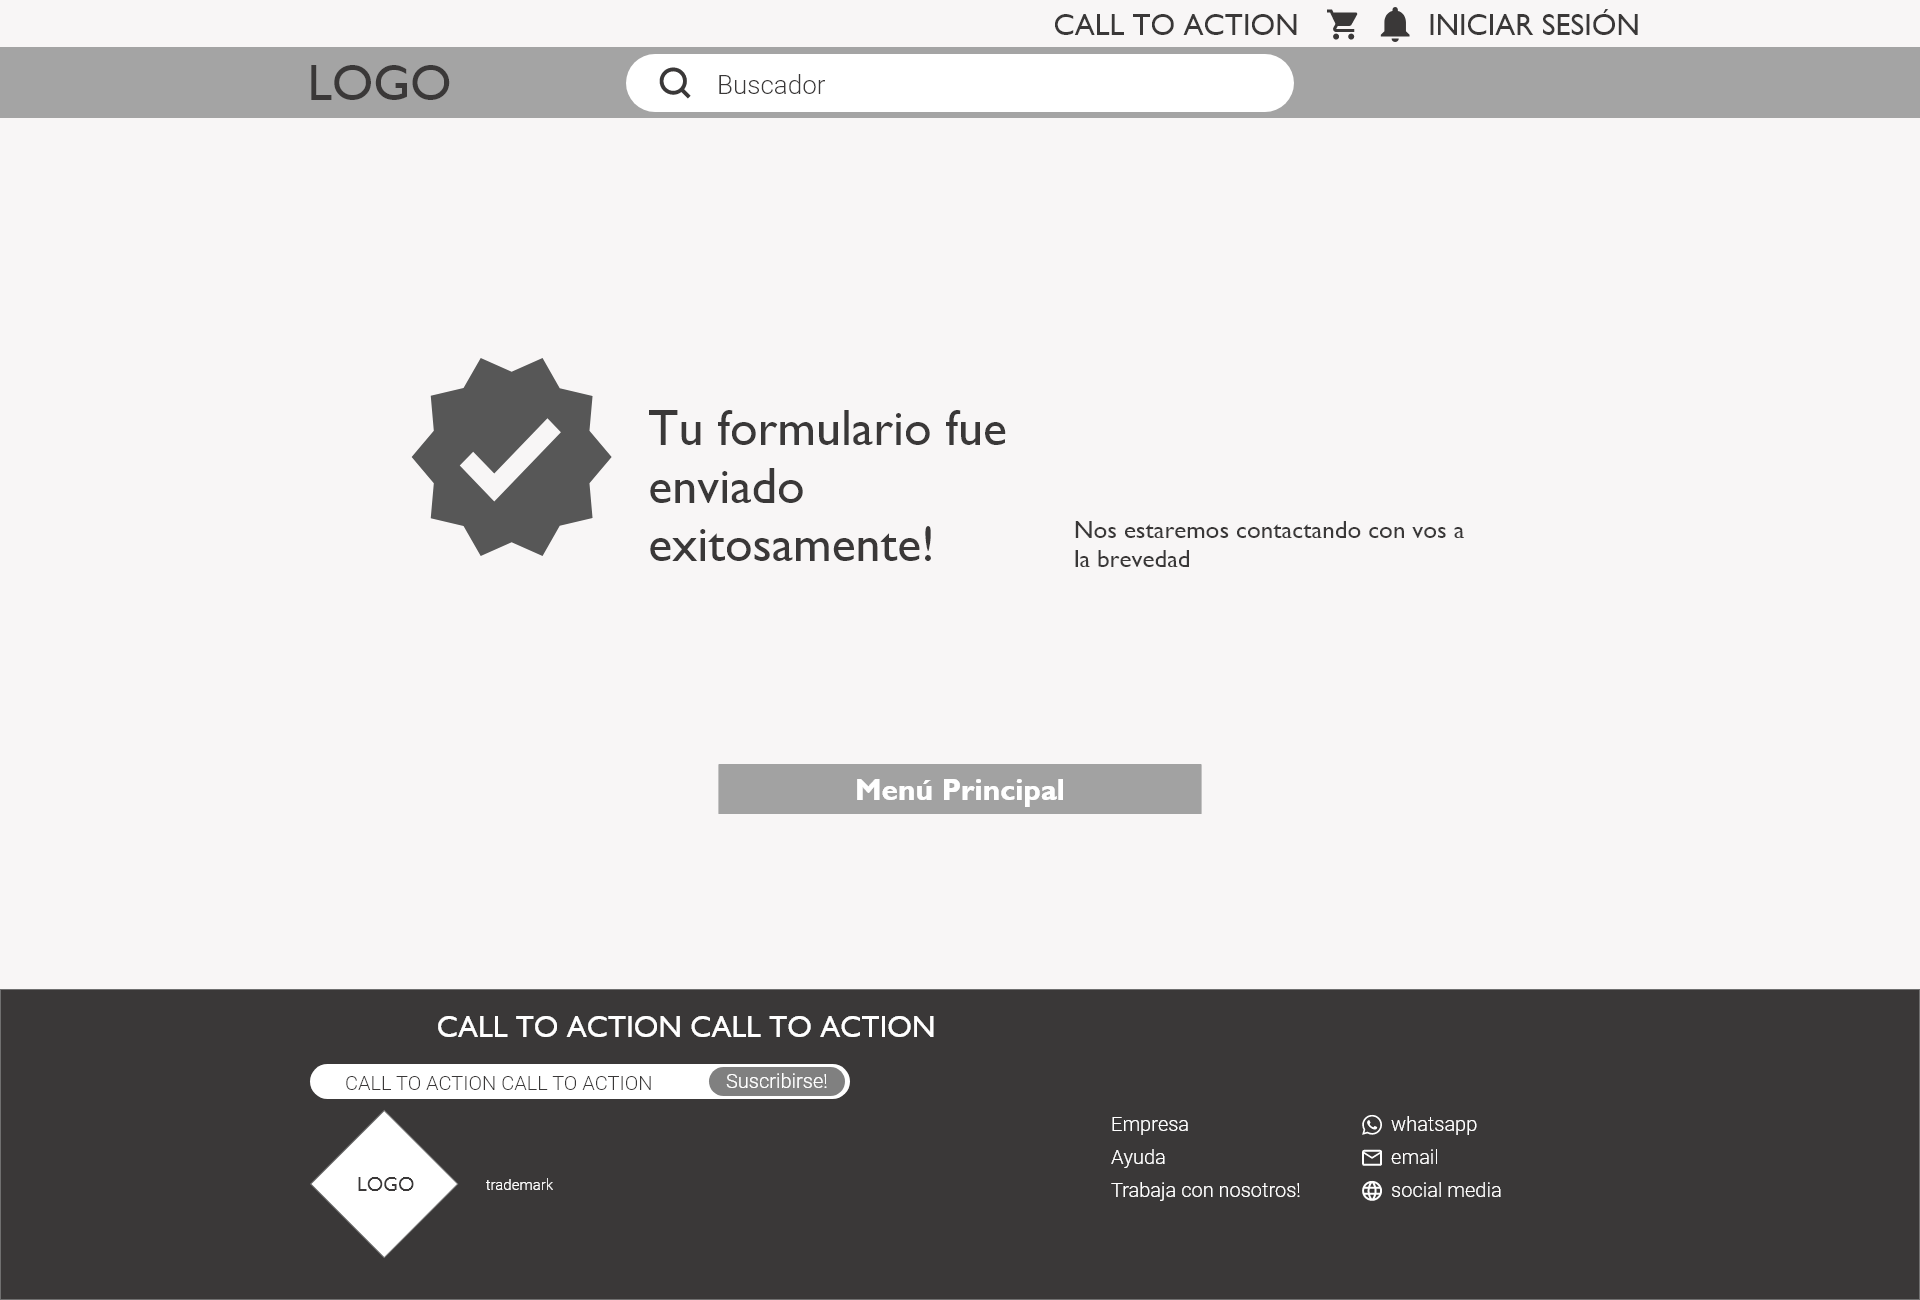 CALL TO ACTION INICIAR SESIÓN
LOGO
Buscador
Tu formulario fue
enviado
exitosamente!
Nos estaremos contactando con vos a
la brevedad
Menú Principal
CALL TO ACTION CALL TO ACTION
CALL TO ACTION CALL TO ACTION
Suscribirse!
LOGO
trademark
Empresa
Ayuda
Trabaja con nosotros!
whatsapp
email
social media